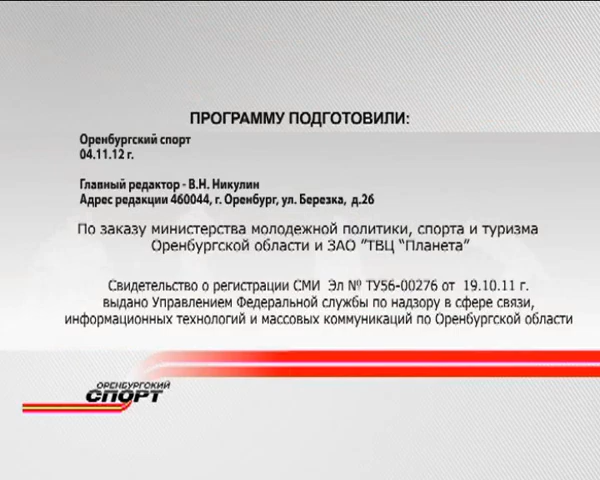 ПРОГРАММУ ПОДГОТОВИЛИ:
Оренбургский спорт
04.11.12 г.
Главный редактор - В.Н. Никулин
Адрес редакции 460044, г. Оренбург, ул. Березка, д.26
По заказу министерства молодежной политики, спорта и туризма
Оренбургской области и ЗАО "ТВЦ "Планета"
Свидетельство о регистрации СМИ Эл № ТУ56-00276 от 19.10.11 г.
выдано Управлением Федеральной службы по надзору в сфере связи,
информационных технологий и массовых коммуникаций по Оренбургской области
ОРЕНБУРГСКИЙ
СПОРТ